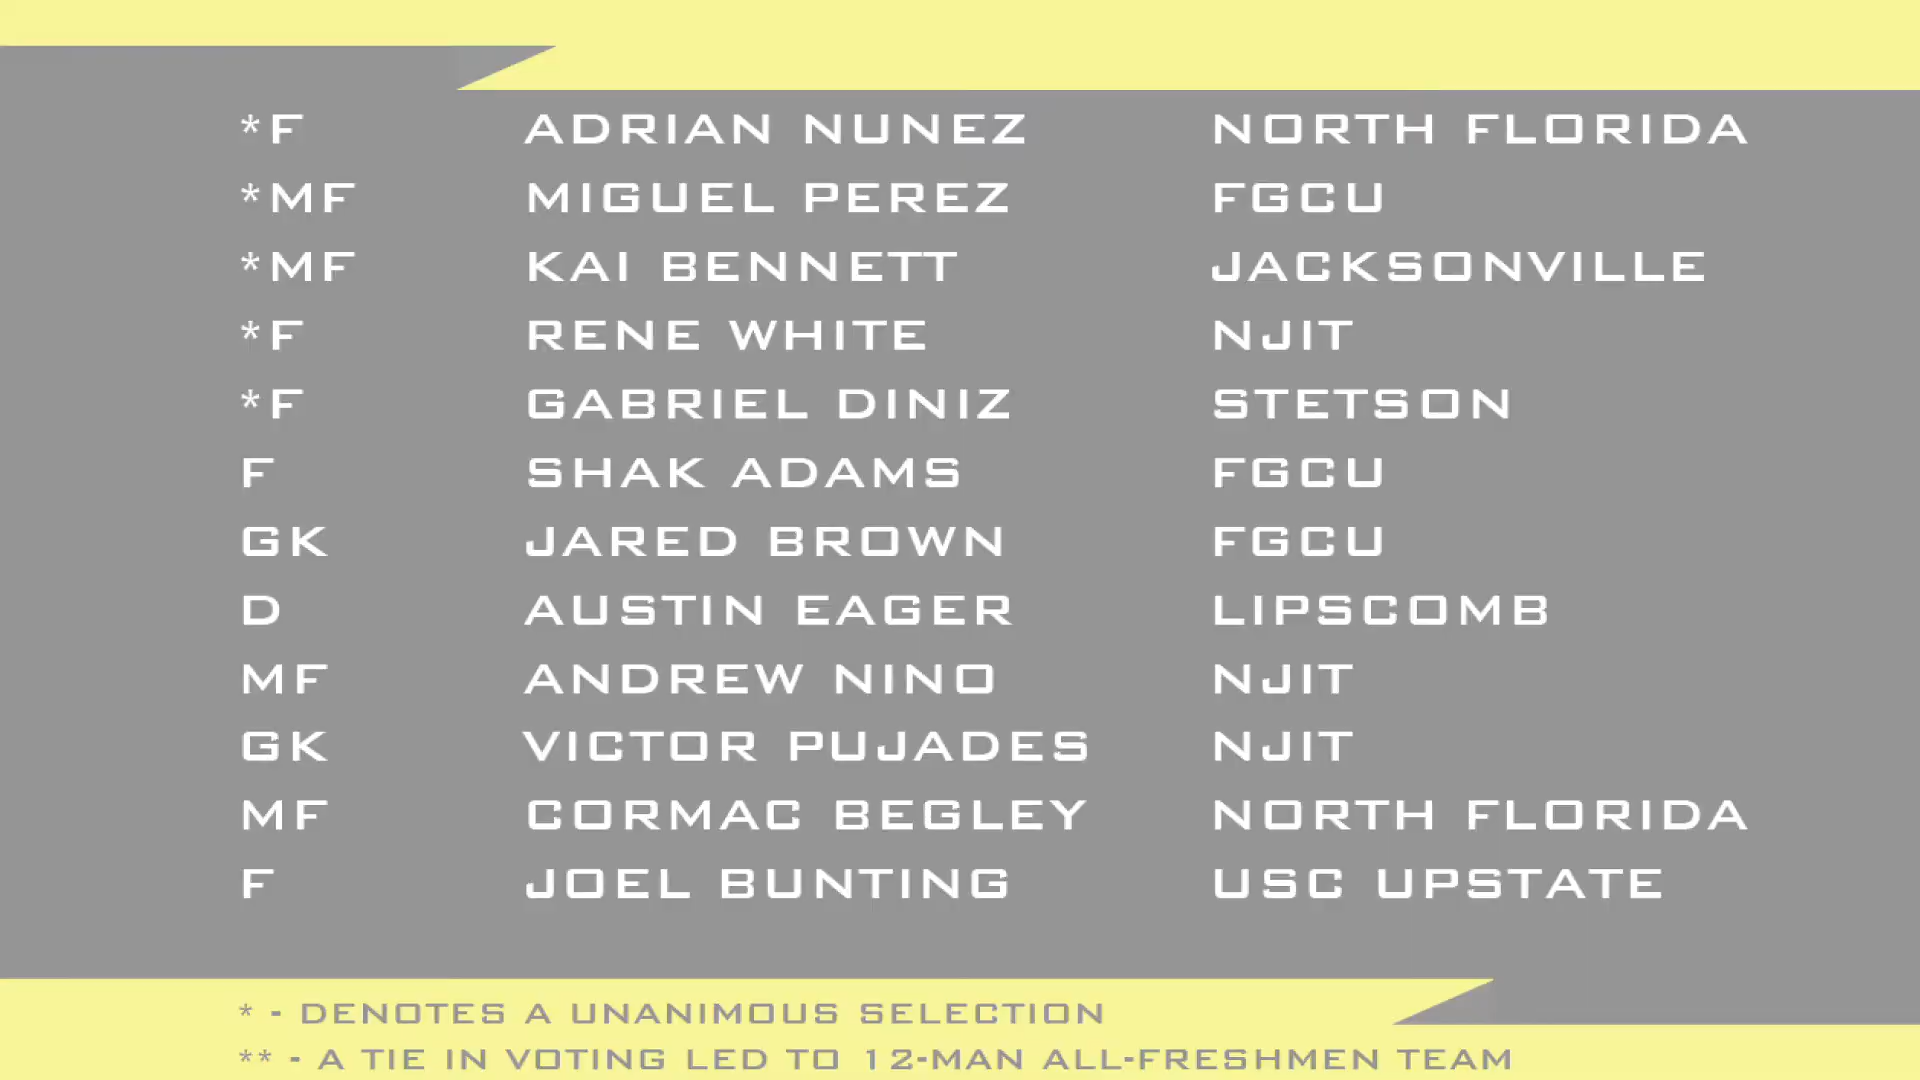 *F ADRIAN NUNEZ NORTH FLORIDA
*MF MIGUEL PEREZ FGCU
*MF KAI BENNETT JACKSONVILLE
*F RENE WHITE NJIT
*F GABRIEL DINIZ STETSON
F SHAK ADAMS FGCU
GK JARED BROWN FGCU
D AUSTIN EAGER LIPSCOMB
MF ANDREW NINO NJIT
GK VICTOR PUJADES NJIT
MF CORMAC BEGLEY NORTH FLORIDA
F JOEL BUNTING USC UPSTATE
* - DENOTES A UNANIMOUS SELECTION
** - A TIE IN VOTING LED TO 12-MAN ALL-FRESHMEN TEAM